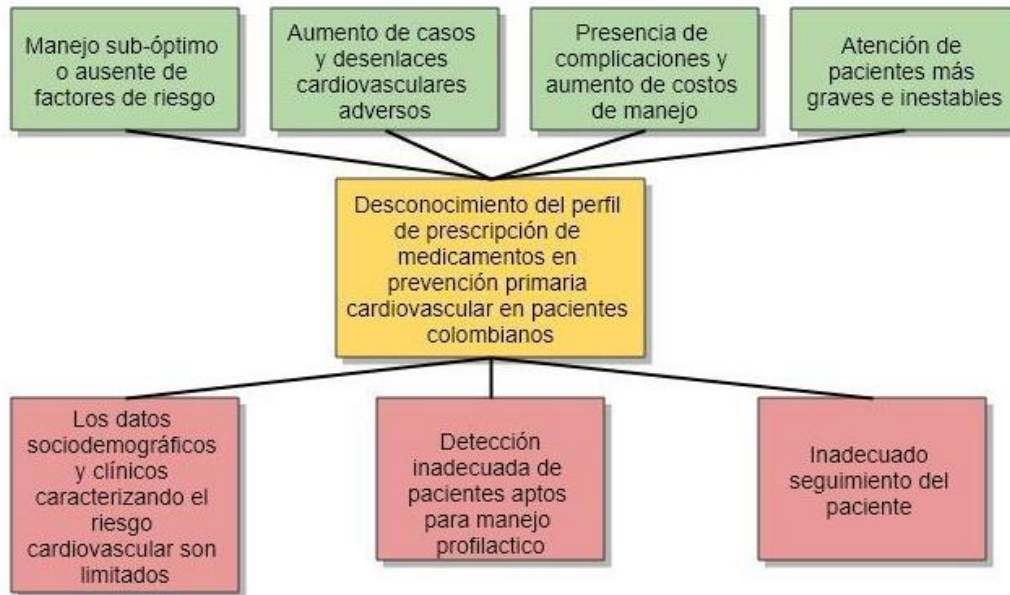 Manejo sub-óptimo
o ausente de
factores de riesgo
Aumento de casos
y desenlaces
cardiovasculares
adversos
Presencia de
complicaciones y
aumento de costos
de manejo
Atención de
pacientes más
graves e inestables
Desconocimiento del perfil
de prescripción de
medicamentos en
prevención primaria
cardiovascular en pacientes
colombianos
Los datos
sociodemográficos
y clínicos
caracterizando el
riesgo
cardiovascular son
limitados
Detección
inadecuada de
pacientes aptos
para manejo
profilactico
Inadecuado
seguimiento del
paciente